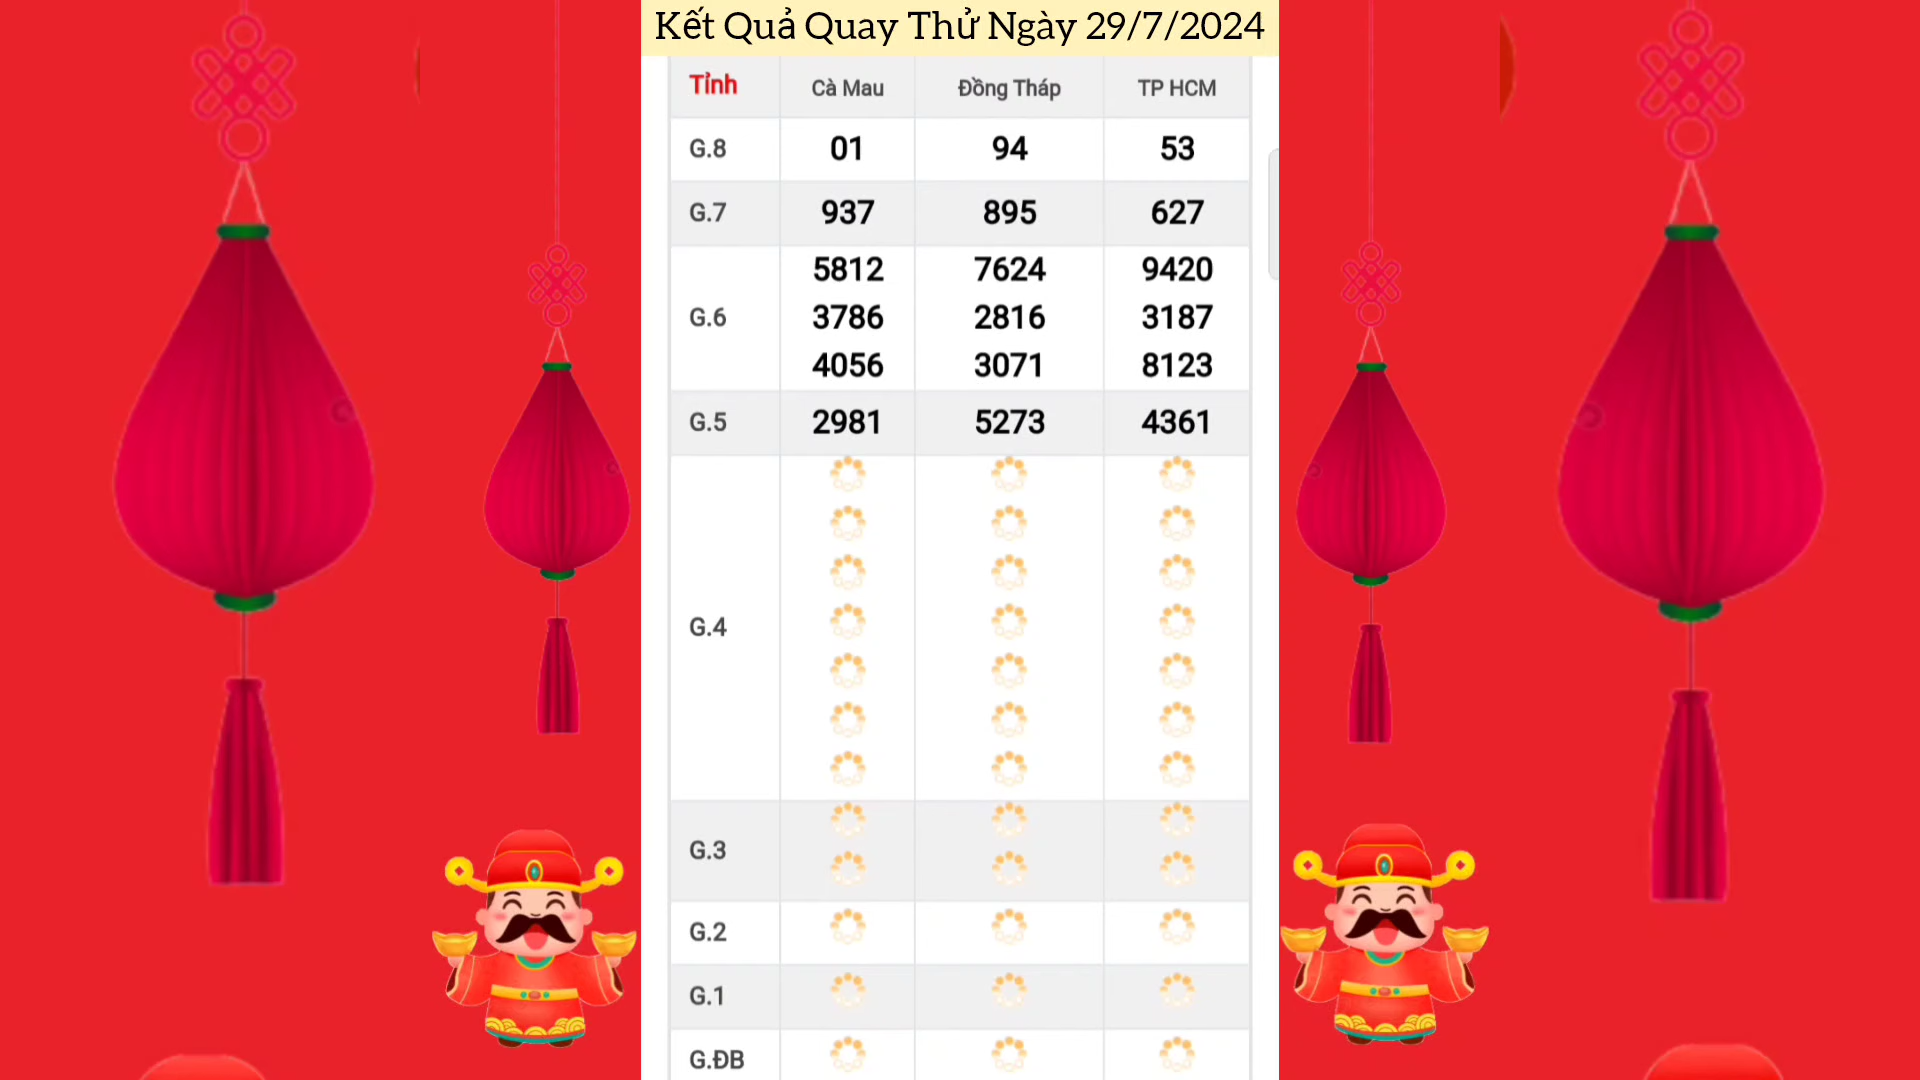 Kết Quả Quay Thử Ngày 29/7/2024
Tỉnh Cà Mau Đồng Tháp TP HCM
G.8 01 94 53
G.7 937 895 627
5812 7624 9420
G.6 3786 2816 3187
4056 3071 8123
G.5 2981 5273 4361
G.4
G.3
G.2
G.1
G.ĐB